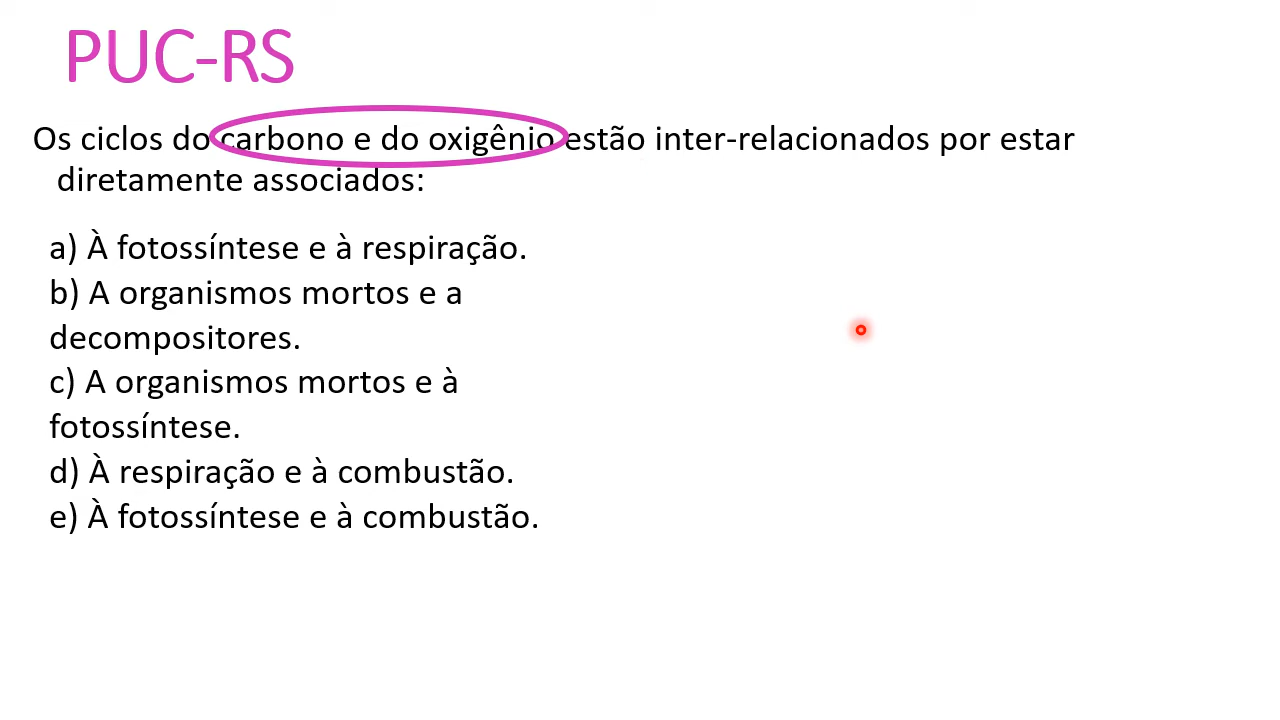 PUC-RS
Os ciclos do carbono e do oxigênio estão inter-relacionados por estar
diretamente associados:
a) À fotossíntese e à respiração.
b) A organismos mortos e a
decompositores.
c) A organismos mortos e à
fotossíntese.
d) À respiração e à combustão.
e) À fotossíntese e à combustão.